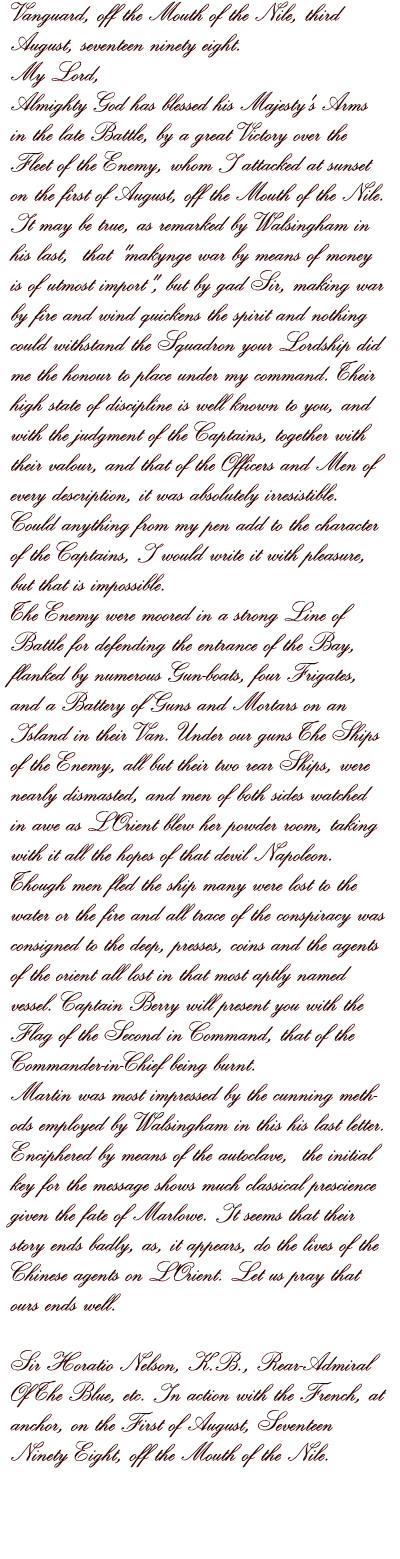 Vanguard, off the Mouth of the Nile, third
August, seventeen ninety eight.
My Lord,
Almighty God has blessed his Majesty's Arms
in the late Battle, by a great Victory over the
Fleet of the Enemy, whom I attacked at sunset
on the first of August, off the Mouth of the Nile.
It may be true, as remarked by Walsingham in
his last, that "makynge war by means of money
is of utmost import", but by gad Sir, making war
by fire and wind quickens the spirit and nothing
could withstand the Squadron your Lordship did
me the honour to place under my command. Their
high state of discipline is well known to you, and
with the judgment of the Captains, together with
their valour, and that of the Officers and Men of
every description, it was absolutely irresistible.
Could anything from my pen add to the character
of the Captains, I would write it with pleasure,
but that is impossible.
The Enemy were moored in a strong Line of
Battle for defending the entrance of the Bay,
flanked by numerous Gun-boats, four Frigates,
and a Battery of Guns and Mortars on an
Island in their Van. Under our guns The Ships
of the Enemy, all but their two rear Ships, were
nearly dismasted, and men of both sides watched
in awe as L'Orient blew her powder room, taking
with it all the hopes of that devil Napoleon.
Though men fled the ship many were lost to the
water or the fire and all trace of the conspiracy was
consigned to the deep, presses, coins and the agents
of the orient all lost in that most aptly named
vessel. Captain Berry will present you with the
Flag of the Second in Command, that of the
Commander-in-Chief being burnt.
Martin was most impressed by the cunning meth-
ods employed by Walsingham in this his last letter.
Enciphered by means of the autoclave, the initial
key for the message shows much classical prescience
given the fate of Marlowe. It seems that their
story ends badly, as, it appears, do the lives of the
Chinese agents on L'Orient. Let us pray that
ours ends well.
Sir Horatio Nelson, K.B., Rear-Admiral
Of The Blue, etc. In action with the French, at
anchor, on the First of August, Seventeen
Ninety Eight, off the Mouth of the Nile.